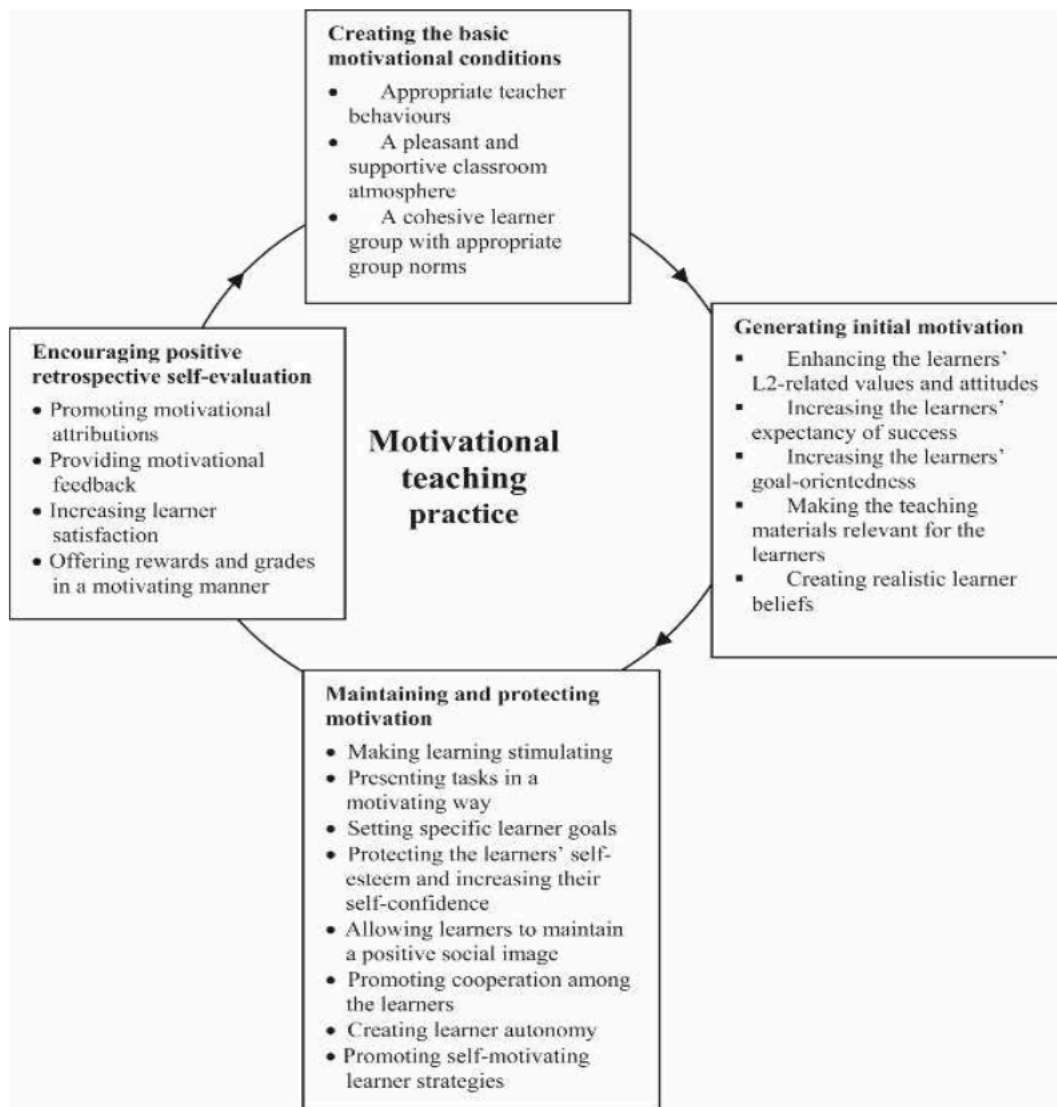 Creating the basic
motivational conditions
• Appropriate teacher
behaviours
• A pleasant and
supportive classroom
atmosphere
• A cohesive learner
group with appropriate
group norms
Generating initial motivation
▪ Enhancing the learners’
L2-related values and attitudes
▪ Increasing the learners’
expectancy of success
▪ Increasing the learners’
goal-orientedness
▪ Making the teaching
materials relevant for the
learners
▪ Creating realistic learner
beliefs
Encouraging positive
retrospective self-evaluation
• Promoting motivational
attributions
• Providing motivational
feedback
• Increasing learner
satisfaction
• Offering rewards and grades
in a motivating manner
Motivational
teaching
practice
Maintaining and protecting
motivation
• Making learning stimulating
• Presenting tasks in a
motivating way
• Setting specific learner goals
• Protecting the learners’ self-
esteem and increasing their
self-confidence
• Allowing learners to maintain
a positive social image
• Promoting cooperation among
the learners
• Creating learner autonomy
• Promoting self-motivating
learner strategies